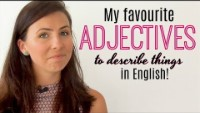 My favourite
ADJECTIVES
to describe things
in English!